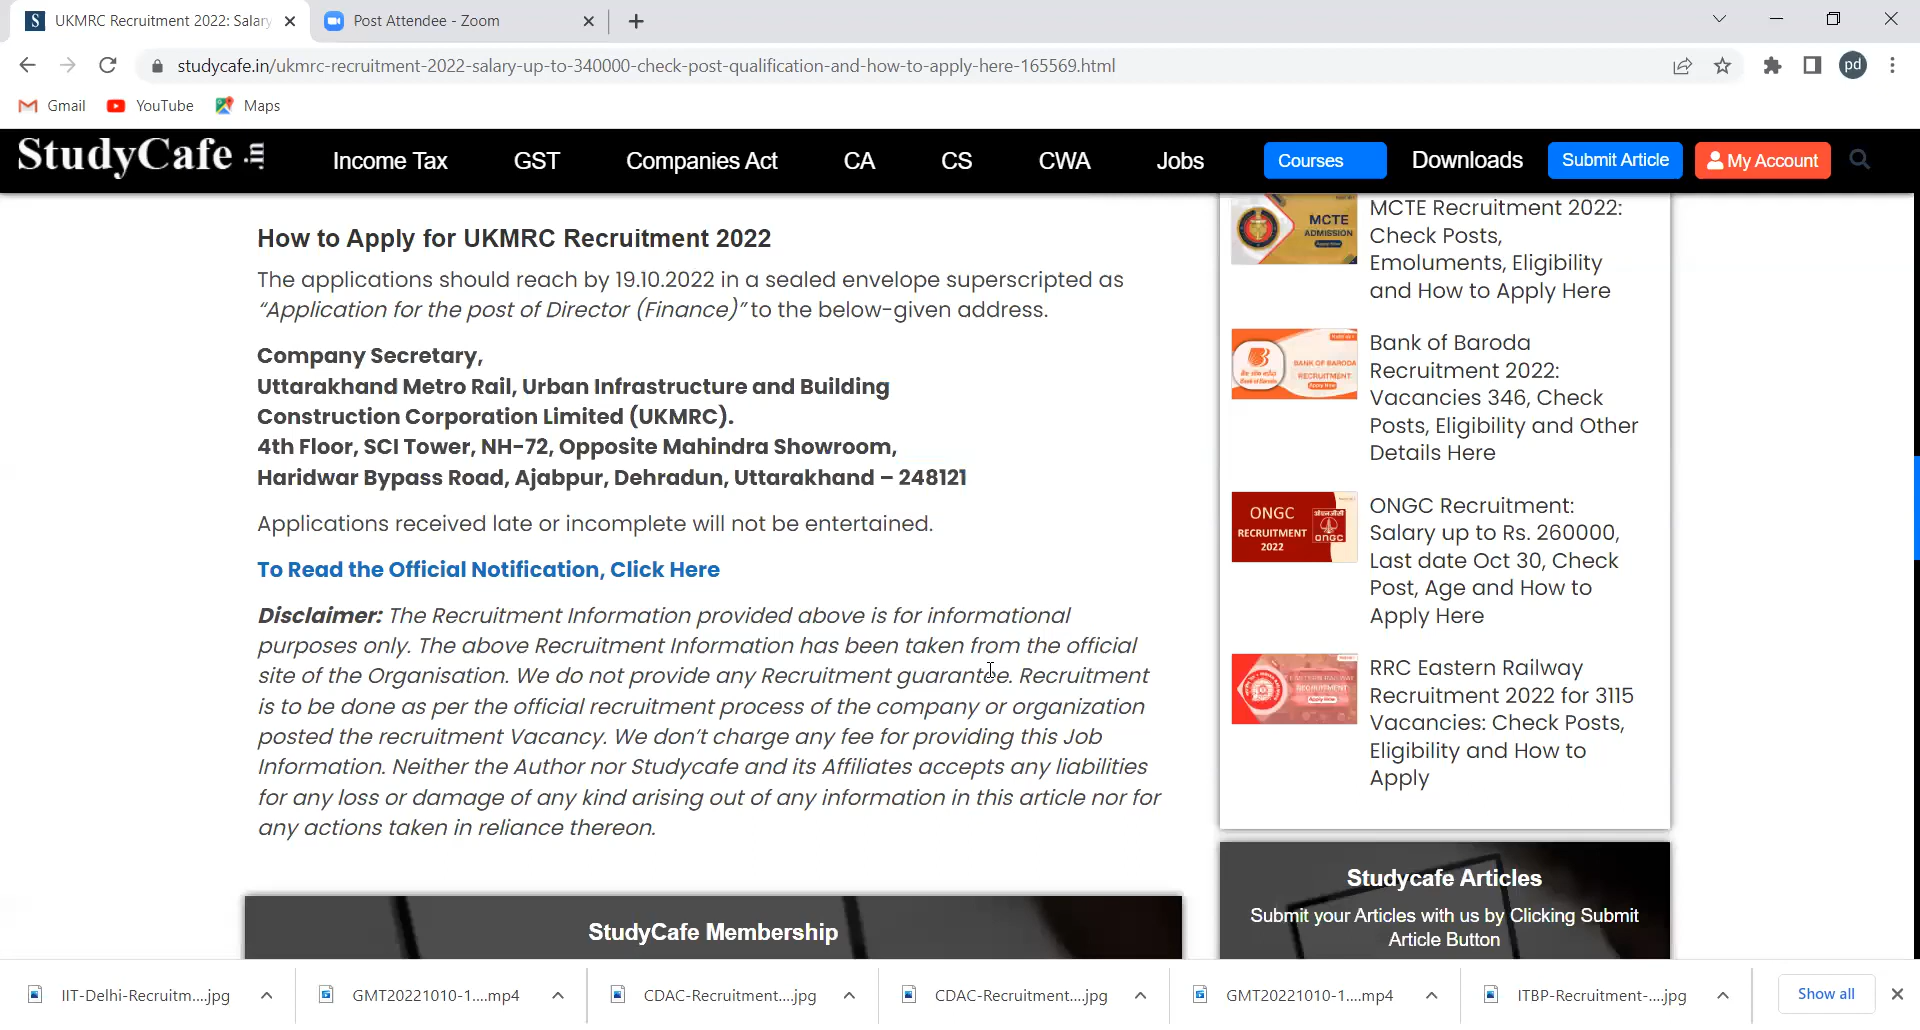 UKMRC Recruitment 2022: Salary
Post Attendee - Zoom
studycafe.in/ukmrc-recruitment-2022-salary-up-to-340000-check-post-qualification-and-how-to-apply-here-165569.html
pd
Gmail
YouTube
Maps
StudyCafe .in
Income Tax
GST
Companies Act
CA
CS
CWA
Jobs
Courses
Downloads
Submit Article
My Account
How to Apply for UKMRC Recruitment 2022
The applications should reach by 19.10.2022 in a sealed envelope superscripted as
“Application for the post of Director (Finance)” to the below-given address.
Company Secretary,
Uttarakhand Metro Rail, Urban Infrastructure and Building
Construction Corporation Limited (UKMRC).
4th Floor, SCI Tower, NH-72, Opposite Mahindra Showroom,
Haridwar Bypass Road, Ajabpur, Dehradun, Uttarakhand – 248121
Applications received late or incomplete will not be entertained.
To Read the Official Notification, Click Here
Disclaimer: The Recruitment Information provided above is for informational
purposes only. The above Recruitment Information has been taken from the official
site of the Organisation. We do not provide any Recruitment guarantee. Recruitment
is to be done as per the official recruitment process of the company or organization
posted the recruitment Vacancy. We don’t charge any fee for providing this Job
Information. Neither the Author nor Studycafe and its Affiliates accepts any liabilities
for any loss or damage of any kind arising out of any information in this article nor for
any actions taken in reliance thereon.
StudyCafe Membership
MCTE
ADMISSION
MCTE Recruitment 2022:
Check Posts,
Emoluments, Eligibility
and How to Apply Here
BANK OF BARODA
RECRUITMENT
Apply Now
Bank of Baroda
Recruitment 2022:
Vacancies 346, Check
Posts, Eligibility and Other
Details Here
ONGC
RECRUITMENT
2022
ONGC
ONGC Recruitment:
Salary up to Rs. 260000,
Last date Oct 30, Check
Post, Age and How to
Apply Here
RECRUITMENT
Apply Now
RRC Eastern Railway
Recruitment 2022 for 3115
Vacancies: Check Posts,
Eligibility and How to
Apply
Studycafe Articles
Submit your Articles with us by Clicking Submit
Article Button
IIT-Delhi-Recruitm....jpg
GMT20221010-1....mp4
CDAC-Recruitment....jpg
CDAC-Recruitment....jpg
GMT20221010-1....mp4
ITBP-Recruitment-....jpg
Show all